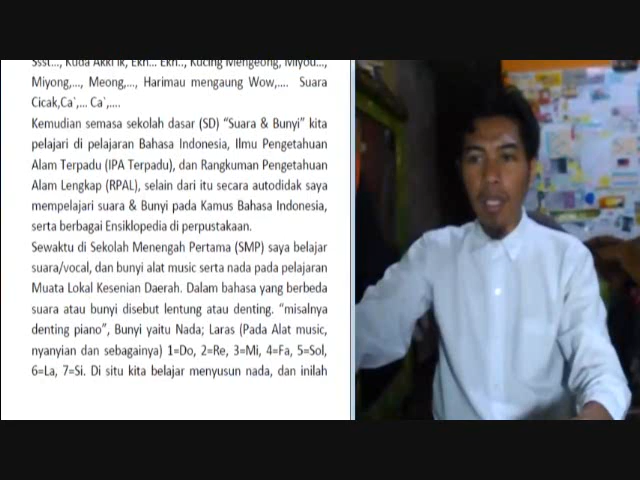 Ssst..., Kuda Akki ik, Ekh... Ekh.., Kucing Mengeong, Miyou...,
Miyong,..., Meong,..., Harimau mengaung Wow,.... Suara
Cicak,Ca`,... Ca`,....
Kemudian semasa sekolah dasar (SD) “Suara & Bunyi” kita
pelajari di pelajaran Bahasa Indonesia, Ilmu Pengetahuan
Alam Terpadu (IPA Terpadu), dan Rangkuman Pengetahuan
Alam Lengkap (RPAL), selain dari itu secara autodidak saya
mempelajari suara & Bunyi pada Kamus Bahasa Indonesia,
serta berbagai Ensiklopedia di perpustakaan.
Sewaktu di Sekolah Menengah Pertama (SMP) saya belajar
suara/vocal, dan bunyi alat music serta nada pada pelajaran
Muata Lokal Kesenian Daerah. Dalam bahasa yang berbeda
suara atau bunyi disebut lentung atau denting. “misalnya
denting piano”, Bunyi yaitu Nada; Laras (Pada Alat music,
nyanyian dan sebagainya) 1=Do, 2=Re, 3=Mi, 4=Fa, 5=Sol,
6=La, 7=Si. Di situ kita belajar menyusun nada, dan inilah